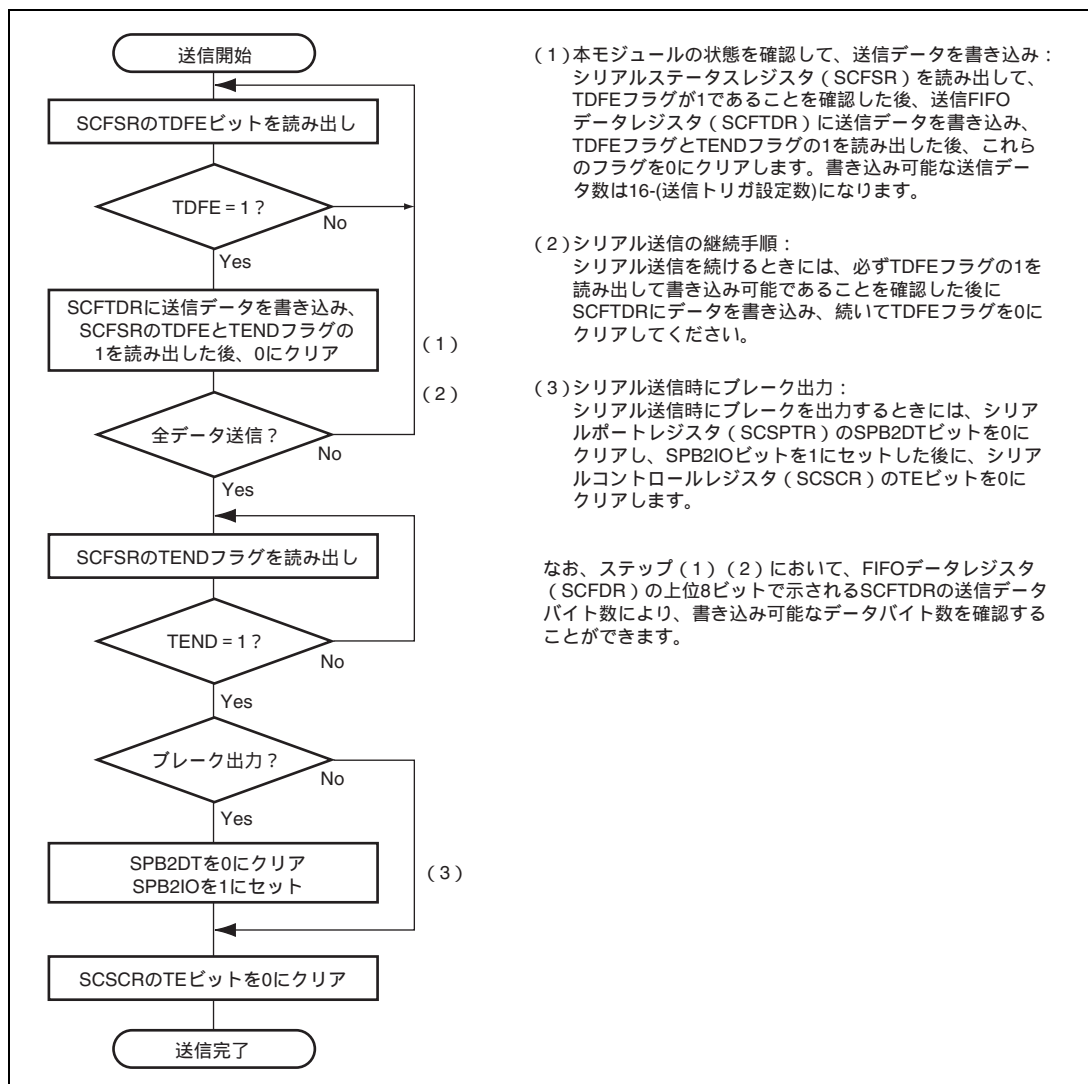 送信開始
SCFSRのTDFEビットを読み出し
TDFE = 1？
No
Yes
SCFTDRに送信データを書き込み、
SCFSRのTDFEとTENDフラグの
1を読み出した後、0にクリア
（1）
（2）
全データ送信？
No
Yes
SCFSRのTENDフラグを読み出し
TEND = 1？
No
Yes
ブレーク出力？
No
Yes
SPB2DTを0にクリア
SPB2IOを1にセット
（3）
SCSCRのTEビットを0にクリア
送信完了
（1）本モジュールの状態を確認して、送信データを書き込み：
シリアルステータスレジスタ（SCFSR）を読み出して、
TDFEフラグが1であることを確認した後、送信FIFO
データレジスタ（SCFTDR）に送信データを書き込み、
TDFEフラグとTENDフラグの1を読み出した後、これら
のフラグを0にクリアします。書き込み可能な送信デー
タ数は16-(送信トリガ設定数)になります。
（2）シリアル送信の継続手順：
シリアル送信を続けるときには、必ずTDFEフラグの1を
読み出して書き込み可能であることを確認した後に
SCFTDRにデータを書き込み、続いてTDFEフラグを0に
クリアしてください。
（3）シリアル送信時にブレーク出力：
シリアル送信時にブレークを出力するときには、シリア
ルポートレジスタ（SCSPTR）のSPB2DTビットを0に
クリアし、SPB2IOビットを1にセットした後に、シリア
ルコントロールレジスタ（SCSCR）のTEビットを0に
クリアします。
なお、ステップ（1）（2）において、FIFOデータレジスタ
（SCFDR）の上位8ビットで示されるSCFTDRの送信データ
バイト数により、書き込み可能なデータバイト数を確認する
ことができます。